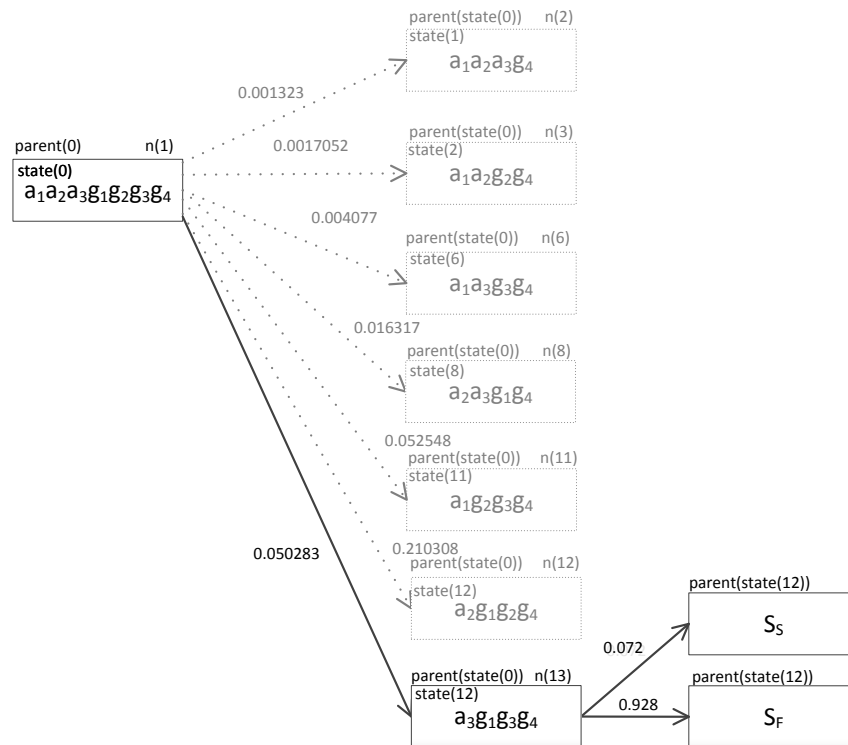 parent(state(0)) n(2)
state(1)
a₁a₂a₃g₄
0.001323
parent(state(0)) n(3)
state(2)
a₁a₂g₂g₄
0.0017052
parent(0) n(1)
state(0)
a₁a₂a₃g₁g₂g₃g₄
parent(state(0)) n(6)
state(6)
a₁a₃g₃g₄
0.004077
parent(state(0)) n(8)
state(8)
a₂a₃g₁g₄
0.016317
parent(state(0)) n(11)
state(11)
a₁g₂g₃g₄
0.052548
parent(state(0)) n(12)
state(12)
a₂g₁g₂g₄
0.210308
0.050283
parent(state(0)) n(13)
state(12)
a₃g₁g₃g₄
parent(state(12))
S_S
0.072
parent(state(12))
S_F
0.928